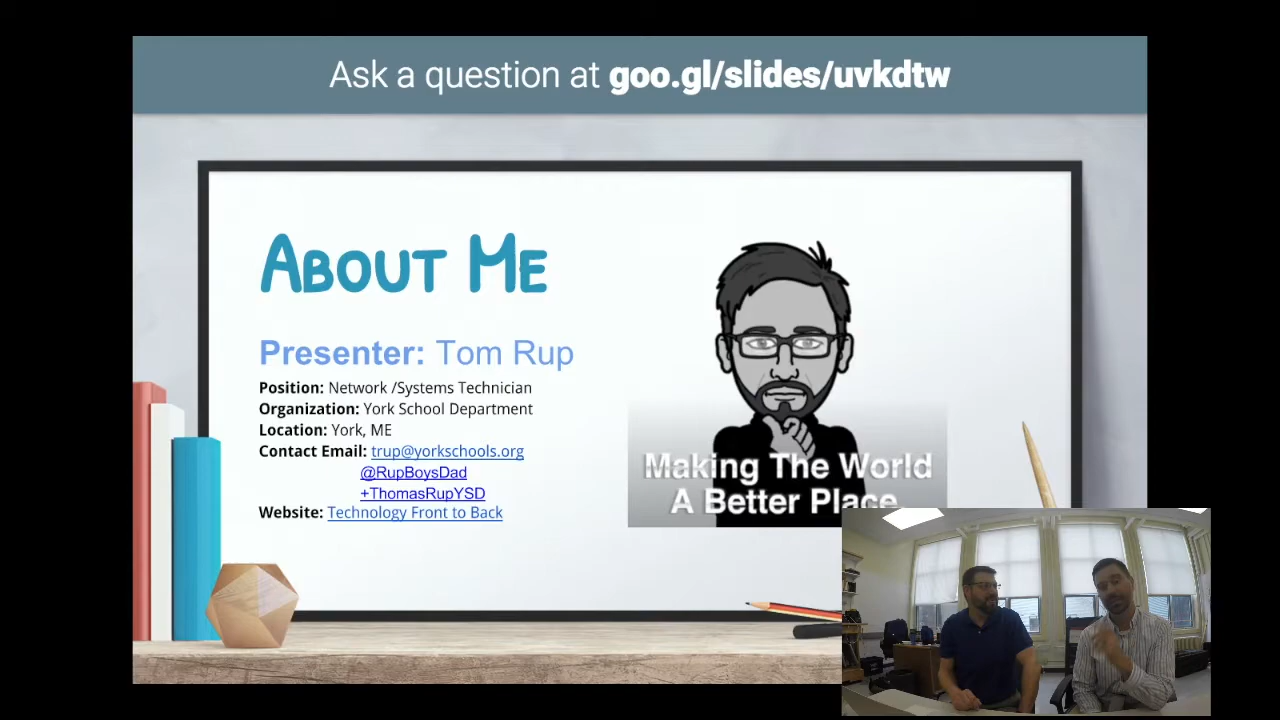 Ask a question at goo.gl/slides/uvkdtw
About Me
Presenter: Tom Rup
Position: Network /Systems Technician
Organization: York School Department
Location: York, ME
Contact Email: trup@yorkschools.org
@RupBoysDad
+ThomasRupYSD
Website: Technology Front to Back
Making The World
A Better Place